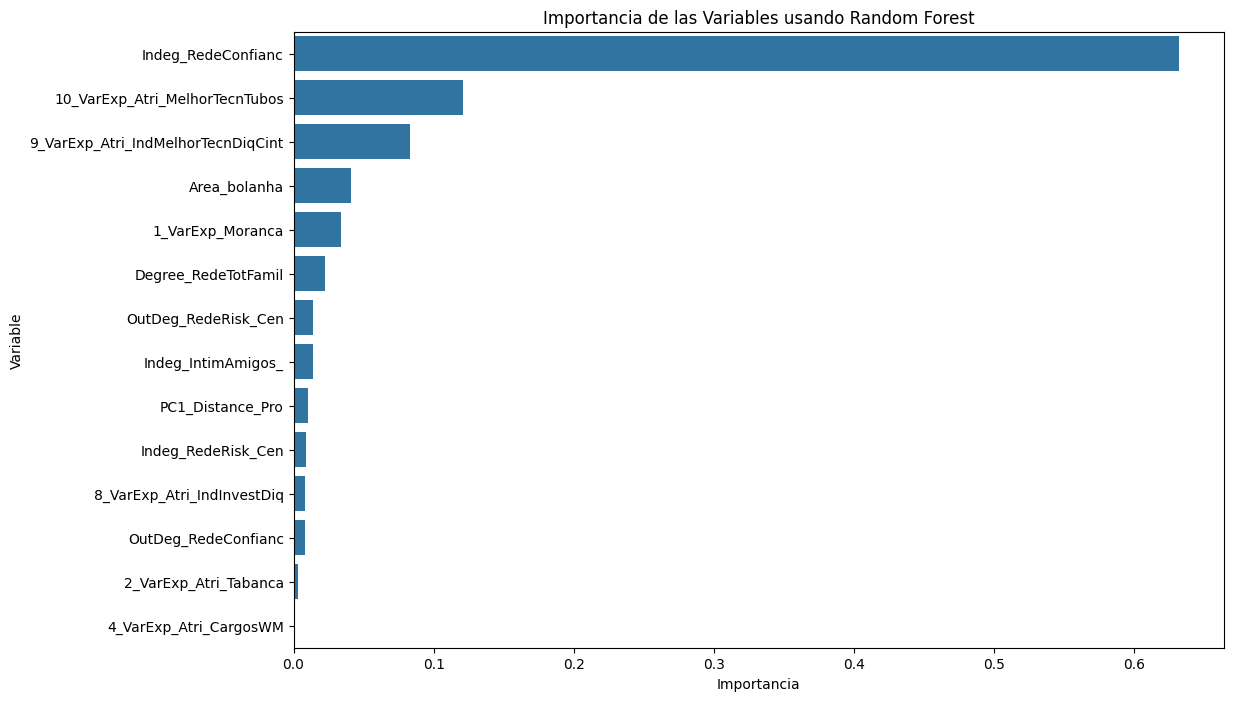 Importancia de las Variables usando Random Forest
Variable
Indeg_RedeConfianc
10_VarExp_Atri_MelhorTecnTubos
9_VarExp_Atri_IndMelhorTecnDiqCint
Area_bolanha
1_VarExp_Moranca
Degree_RedeTotFamil
OutDeg_RedeRisk_Cen
Indeg_IntimAmigos_
PC1_Distance_Pro
Indeg_RedeRisk_Cen
8_VarExp_Atri_IndInvestDiq
OutDeg_RedeConfianc
2_VarExp_Atri_Tabanca
4_VarExp_Atri_CargosWM
0.0 0.1 0.2 0.3 0.4 0.5 0.6
Importancia